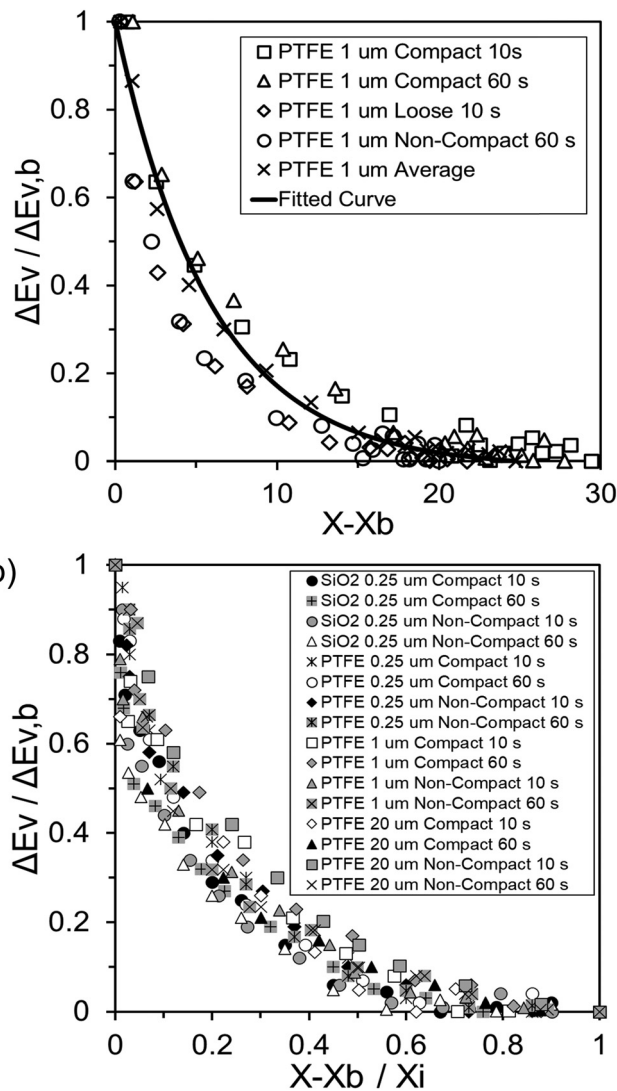 1
0.8
0.6
0.4
0.2
0
ΔEv / ΔEv,b
PTFE 1 um Compact 10s
PTFE 1 um Compact 60 s
PTFE 1 um Loose 10 s
PTFE 1 um Non-Compact 60 s
PTFE 1 um Average
Fitted Curve
0 10 20 30
X-Xb
)
1
0.8
0.6
0.4
0.2
0
ΔEv / ΔEv,b
SiO2 0.25 um Compact 10 s
SiO2 0.25 um Compact 60 s
SiO2 0.25 um Non-Compact 10 s
SiO2 0.25 um Non-Compact 60 s
PTFE 0.25 um Compact 10 s
PTFE 0.25 um Compact 60 s
PTFE 0.25 um Non-Compact 10 s
PTFE 0.25 um Non-Compact 60 s
PTFE 1 um Compact 10 s
PTFE 1 um Compact 60 s
PTFE 1 um Non-Compact 10 s
PTFE 1 um Non-Compact 60 s
PTFE 20 um Compact 10 s
PTFE 20 um Compact 60 s
PTFE 20 um Non-Compact 10 s
PTFE 20 um Non-Compact 60 s
0 0.2 0.4 0.6 0.8 1
X-Xb / Xi